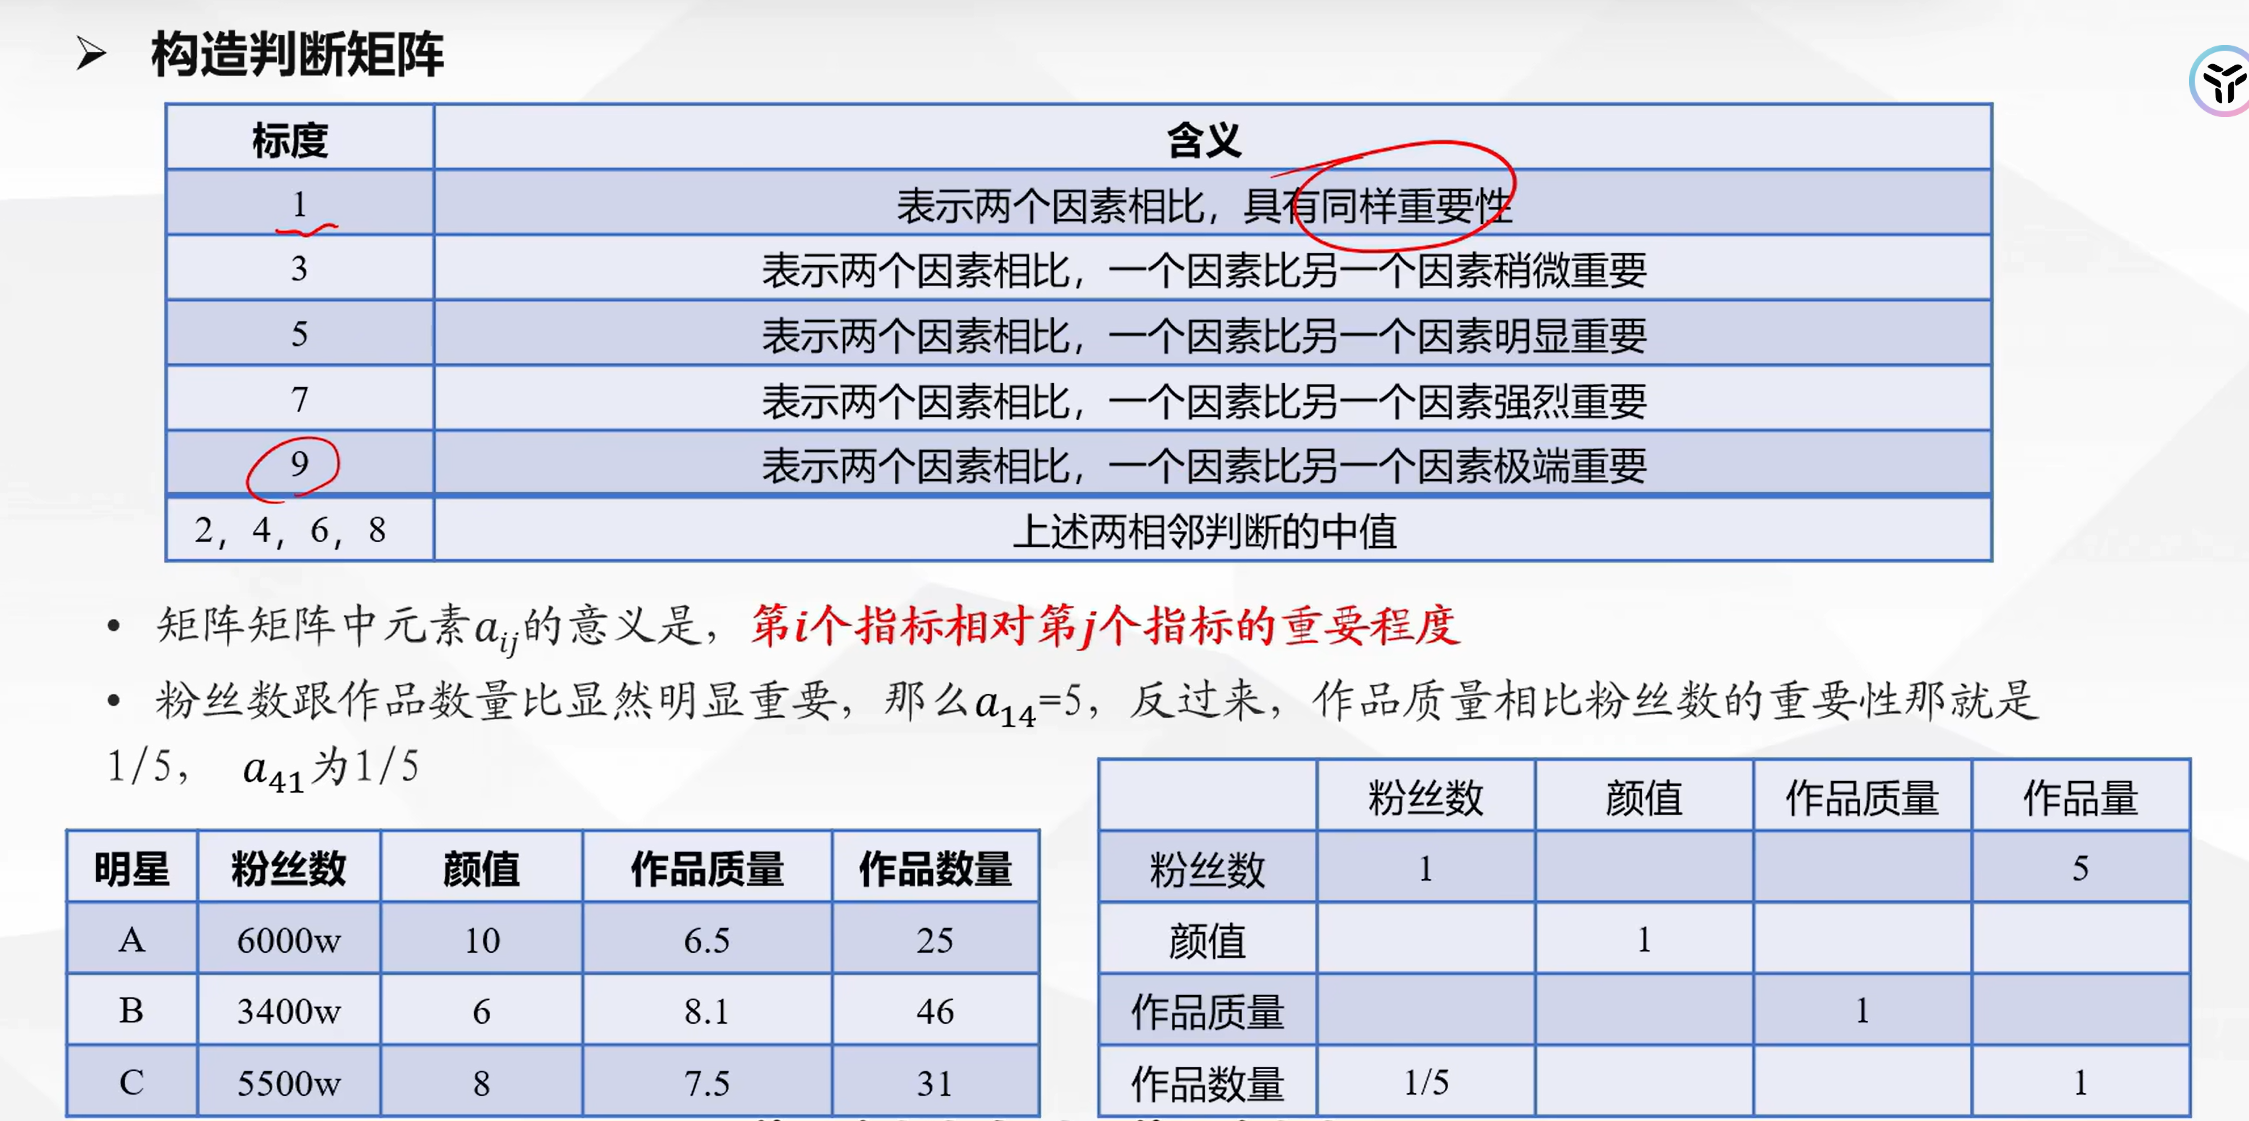 构造判断矩阵
标度 含义
1 表示两个因素相比，具有同样重要性
3 表示两个因素相比，一个因素比另一个因素稍微重要
5 表示两个因素相比，一个因素比另一个因素明显重要
7 表示两个因素相比，一个因素比另一个因素强烈重要
9 表示两个因素相比，一个因素比另一个因素极端重要
2，4，6，8 上述两相邻判断的中值
• 矩阵矩阵中元素aij的意义是，第i个指标相对第j个指标的重要程度
• 粉丝数跟作品数量比显然明显重要，那么a14=5，反过来，作品质量相比粉丝数的重要性那就是
1/5， a41为1/5
明星 粉丝数 颜值 作品质量 作品数量
A 6000w 10 6.5 25
B 3400w 6 8.1 46
C 5500w 8 7.5 31
粉丝数 颜值 作品质量 作品量
粉丝数 1 5
颜值 1
作品质量 1
作品数量 1/5 1